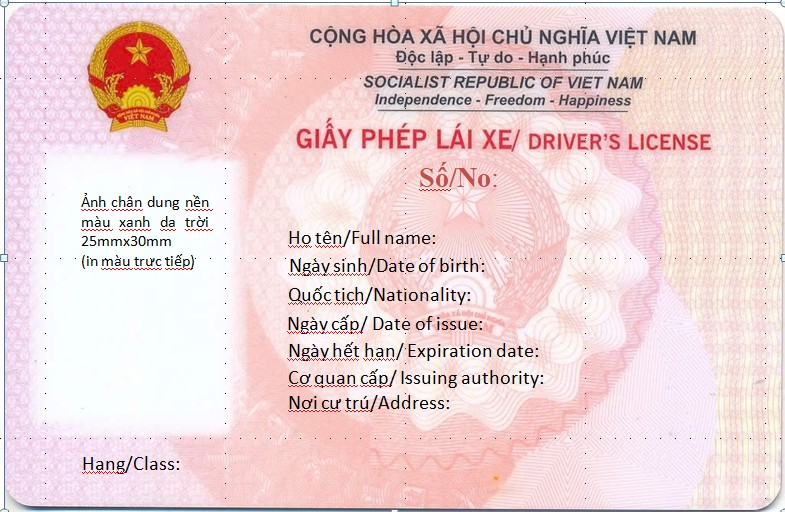 CỘNG HÒA XÃ HỘI CHỦ NGHĨA VIỆT NAM
Độc lập - Tự do - Hạnh phúc
SOCIALIST REPUBLIC OF VIET NAM
Independence - Freedom - Happiness
GIẤY PHÉP LÁI XE/ DRIVER'S LICENSE
Số/No:
Ảnh chân dung nền
màu xanh da trời
25mmx30mm
(in màu trực tiếp)
Họ tên/Full name:
Ngày sinh/Date of birth:
Quốc tịch/Nationality:
Ngày cấp/ Date of issue:
Ngày hết hạn/ Expiration date:
Cơ quan cấp/ Issuing authority:
Nơi cư trú/Address:
Hạng/Class:
VIỆT NAM